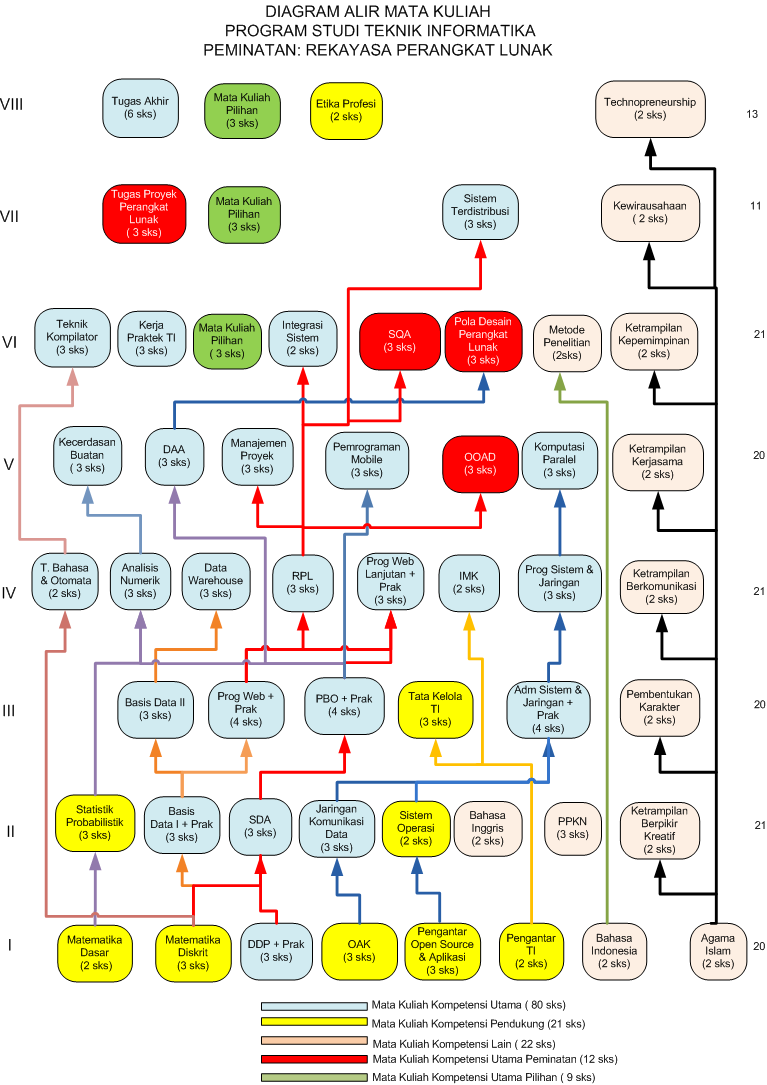 DIAGRAM ALIR MATA KULIAH
PROGRAM STUDI TEKNIK INFORMATIKA
PEMINATAN: REKAYASA PERANGKAT LUNAK
VIII
Tugas Akhir
(6 sks)
Mata Kuliah
Pilihan
(3 sks)
Etika Profesi
(2 sks)
Technopreneurship
(2 sks)
13
VII
Tugas Proyek
Perangkat
Lunak
( 3 sks)
Mata Kuliah
Pilihan
(3 sks)
Sistem
Terdistribusi
(3 sks)
Kewirausahaan
( 2 sks)
11
VI
Teknik
Kompilator
(3 sks)
Kerja
Praktek TI
(3 sks)
Mata Kuliah
Pilihan
( 3 sks)
Integrasi
Sistem
(2 sks)
SQA
(3 sks)
Pola Desain
Perangkat
Lunak
(3 sks)
Metode
Penelitian
(2sks)
Ketrampilan
Kepemimpinan
(2 sks)
21
V
Kecerdasan
Buatan
( 3 sks)
DAA
(3 sks)
Manajemen
Proyek
(3 sks)
Pemrograman
Mobile
(3 sks)
OOAD
(3 sks)
Komputasi
Paralel
(3 sks)
Ketrampilan
Kerjasama
(2 sks)
20
IV
T. Bahasa
& Otomata
(2 sks)
Analisis
Numerik
(3 sks)
Data
Warehouse
(3 sks)
RPL
(3 sks)
Prog Web
Lanjutan +
Prak
(3 sks)
IMK
(2 sks)
Prog Sistem &
Jaringan
(3 sks)
Ketrampilan
Berkomunikasi
(2 sks)
21
III
Basis Data II
(3 sks)
Prog Web +
Prak
(4 sks)
PBO + Prak
(4 sks)
Tata Kelola
TI
(3 sks)
Adm Sistem &
Jaringan +
Prak
(4 sks)
Pembentukan
Karakter
(2 sks)
20
II
Statistik
Probabilistik
(3 sks)
Basis
Data I + Prak
(3 sks)
SDA
(3 sks)
Jaringan
Komunikasi
Data
(3 sks)
Sistem
Operasi
(2 sks)
Bahasa
Inggris
(2 sks)
PPKN
(3 sks)
Ketrampilan
Berpikir
Kreatif
(2 sks)
21
I
Matematika
Dasar
(2 sks)
Matematika
Diskrit
(3 sks)
DDP + Prak
(3 sks)
OAK
(3 sks)
Pengantar
Open Source
& Aplikasi
(3 sks)
Pengantar
TI
(2 sks)
Bahasa
Indonesia
(2 sks)
Agama
Islam
(2 sks)
20
Mata Kuliah Kompetensi Utama ( 80 sks)
Mata Kuliah Kompetensi Pendukung (21 sks)
Mata Kuliah Kompetensi Lain ( 22 sks)
Mata Kuliah Kompetensi Utama Peminatan (12 sks)
Mata Kuliah Kompetensi Utama Pilihan ( 9 sks)